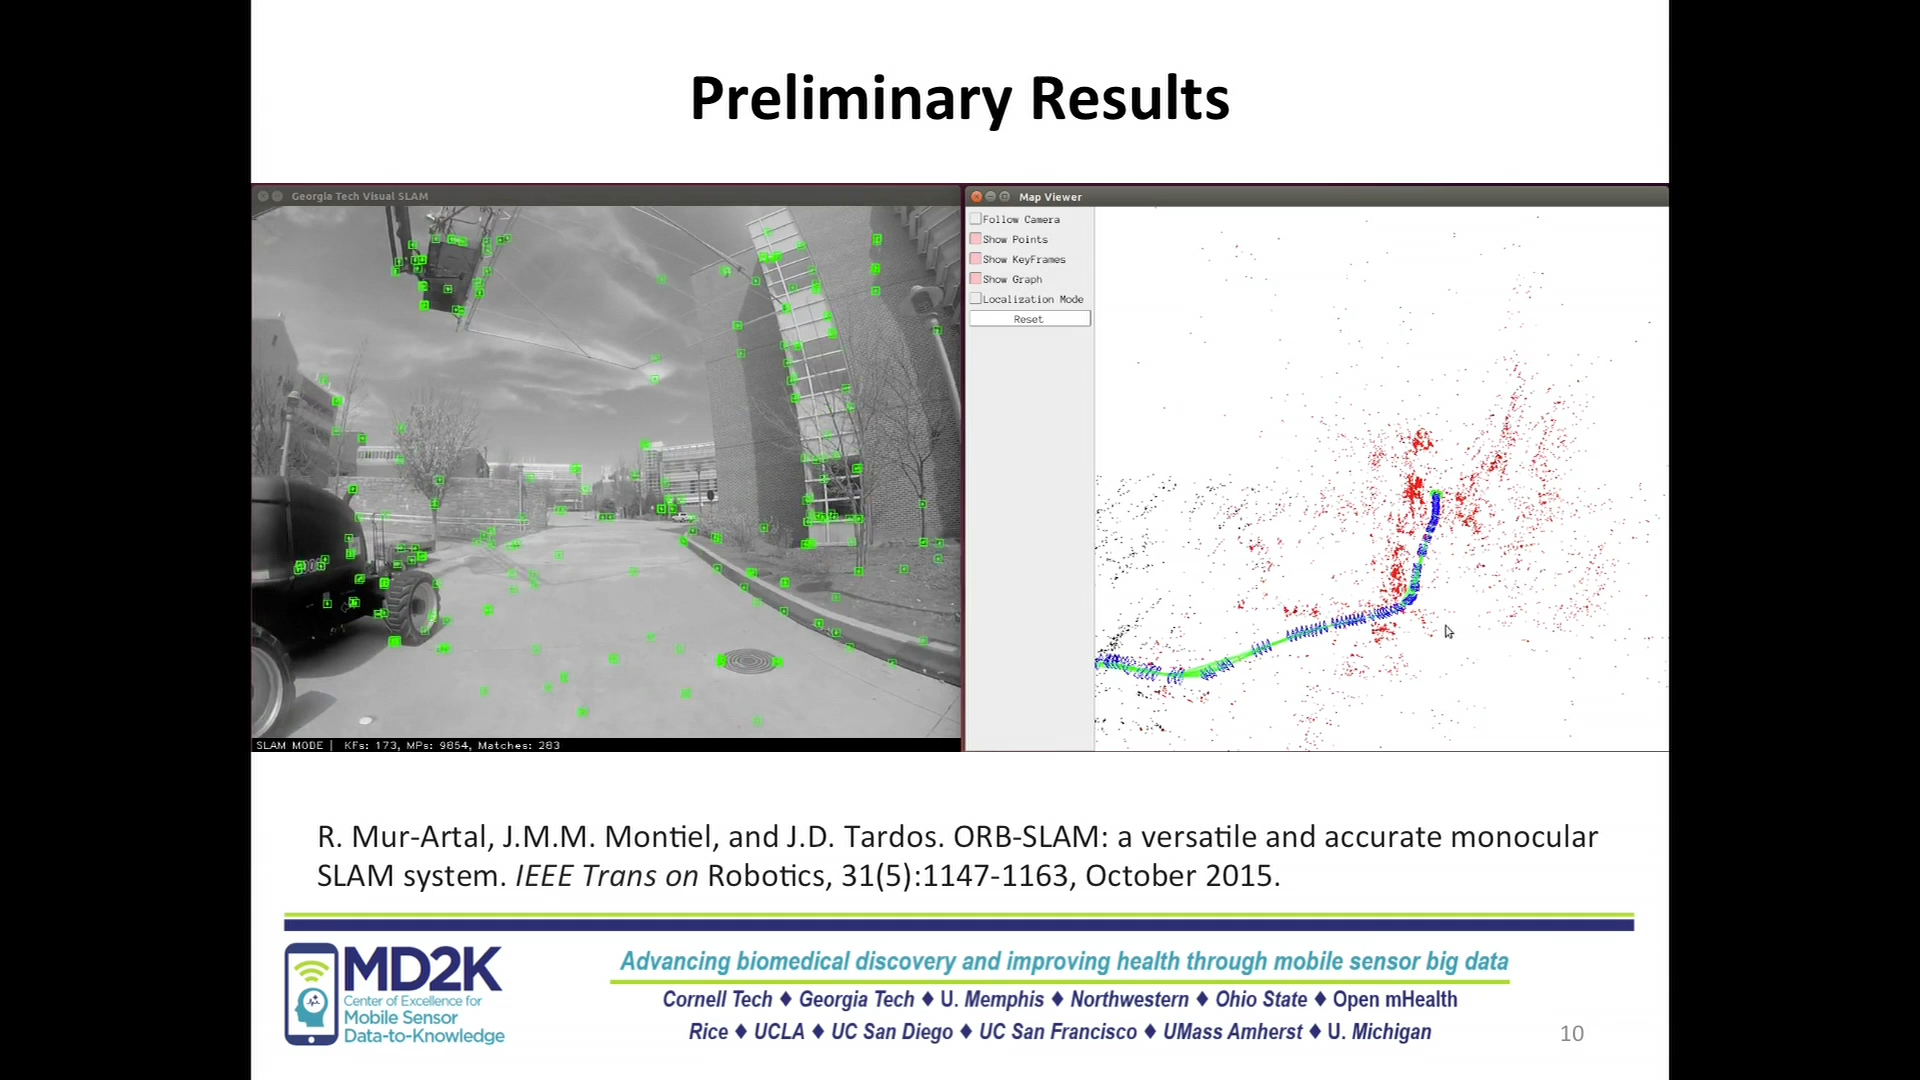 Preliminary Results
Georgia Tech Visual SLAM
Map Viewer
Follow Camera
Show Points
Show KeyFrames
Show Graph
Localization Mode
Reset
SLAM MODE | KFs: 173, MPs: 9854, Matches: 283
R. Mur-Artal, J.M.M. Montiel, and J.D. Tardos. ORB-SLAM: a versatile and accurate monocular
SLAM system. IEEE Trans on Robotics, 31(5):1147-1163, October 2015.
MD2K
Center of Excellence for
Mobile Sensor
Data-to-Knowledge
Advancing biomedical discovery and improving health through mobile sensor big data
Cornell Tech ♦ Georgia Tech ♦ U. Memphis ♦ Northwestern ♦ Ohio State ♦ Open mHealth
Rice ♦ UCLA ♦ UC San Diego ♦ UC San Francisco ♦ UMass Amherst ♦ U. Michigan
10